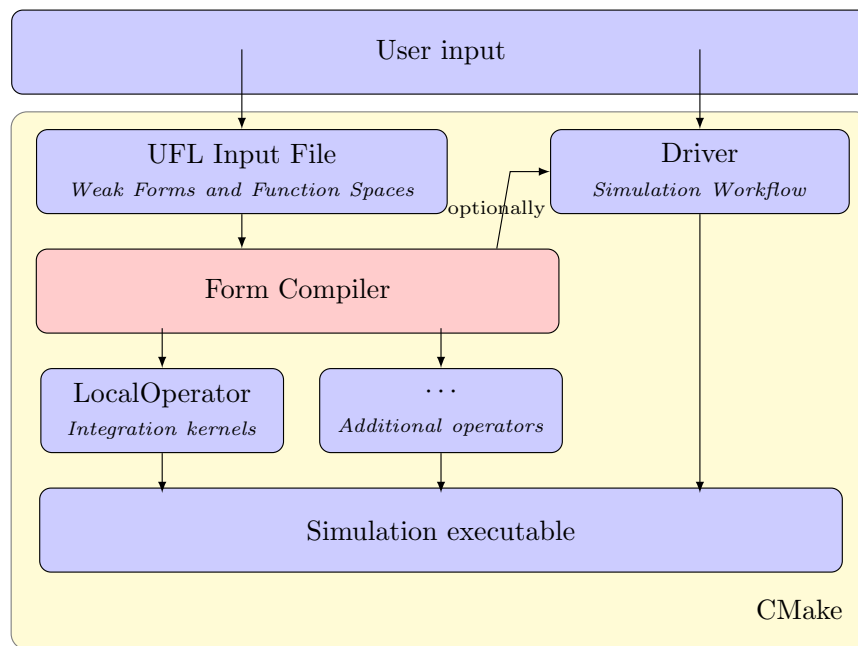 User input
UFL Input File
Weak Forms and Function Spaces
Driver
Simulation Workflow
optionally
Form Compiler
LocalOperator
Integration kernels
...
Additional operators
Simulation executable
CMake